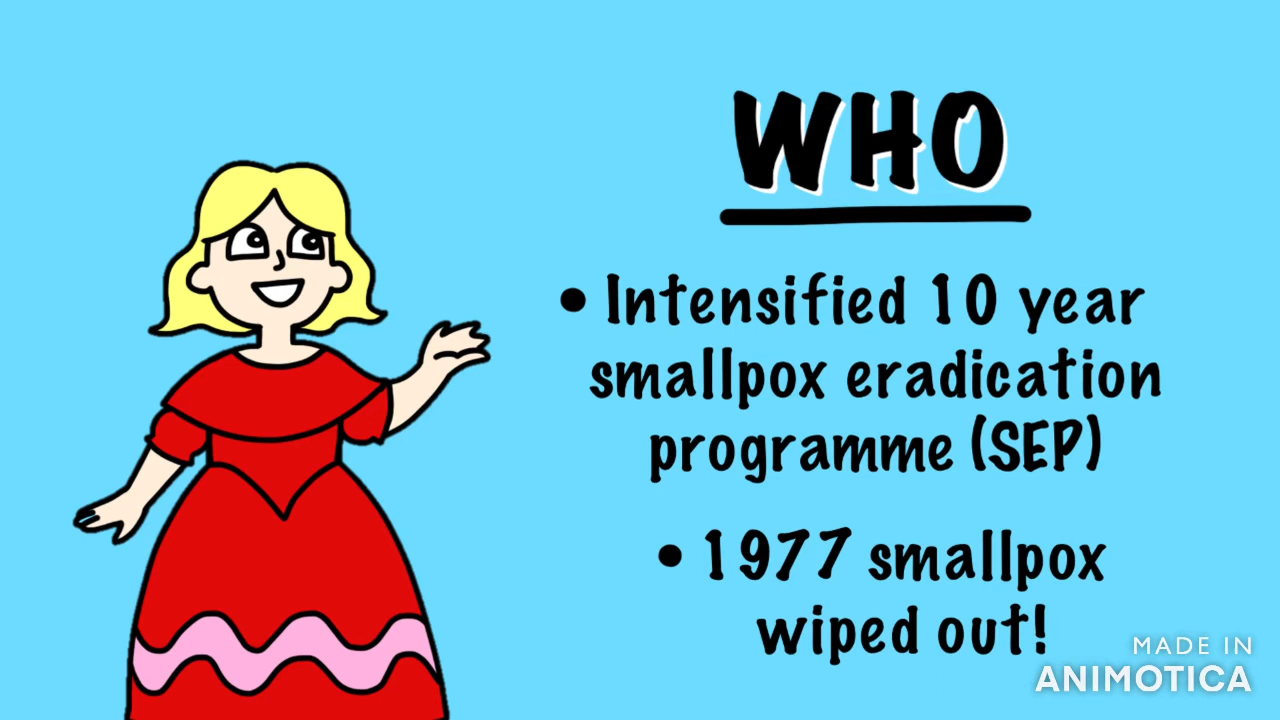 WHO
• Intensified 10 year
smallpox eradication
programme (SEP)
• 1977 smallpox
wiped out!
MADE IN
ANIMOTICA